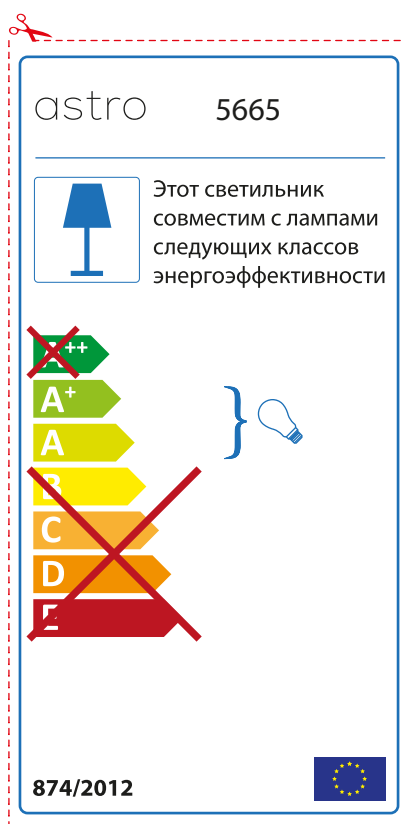 astro 5665
Этот светильник
совместим с лампами
следующих классов
энергоэффективности
A++
A+
A
B
C
D
E
874/2012